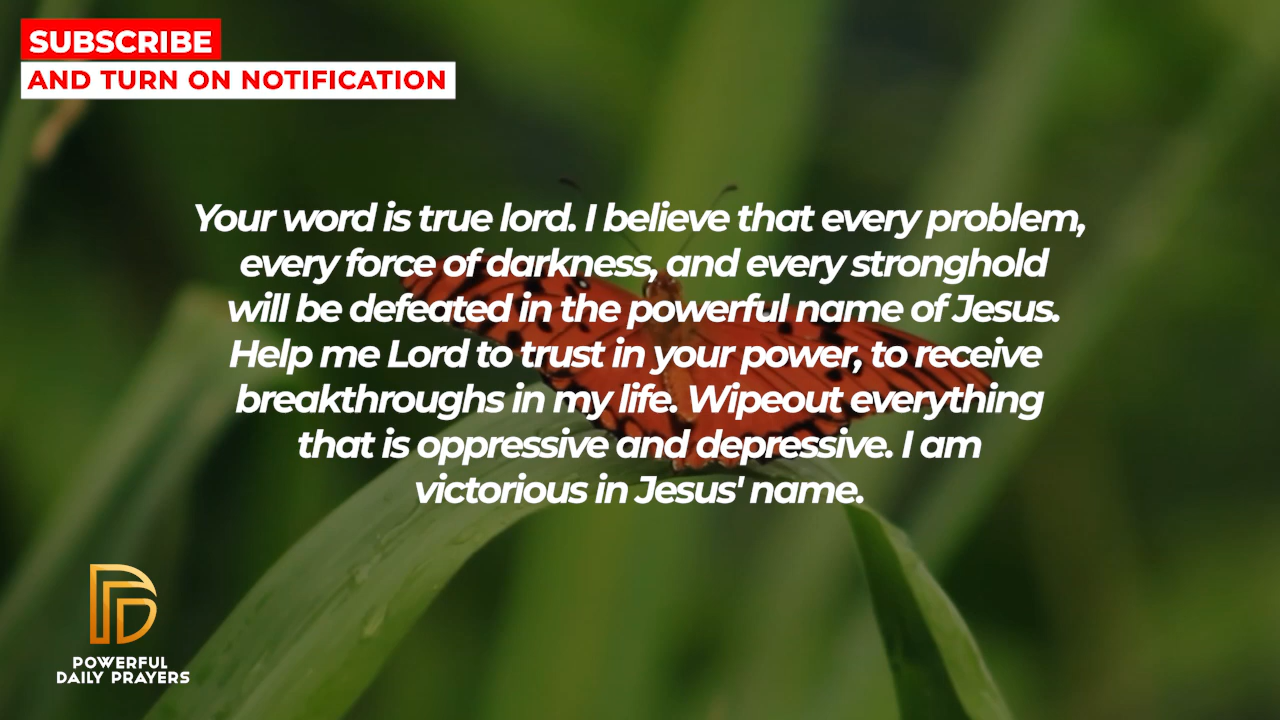 SUBSCRIBE
AND TURN ON NOTIFICATION
Your word is true lord. I believe that every problem,
every force of darkness, and every stronghold
will be defeated in the powerful name of Jesus.
Help me Lord to trust in your power, to receive
breakthroughs in my life. Wipeout everything
that is oppressive and depressive. I am
victorious in Jesus' name.
POWERFUL
DAILY PRAYERS